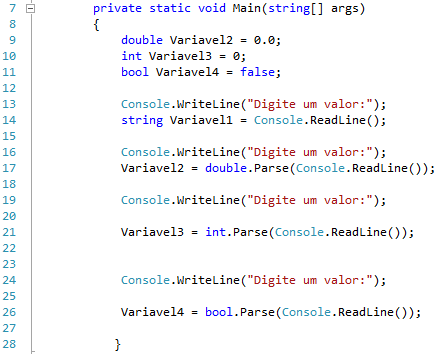 7 private static void Main(string[] args)
8 {
9 double Variavel2 = 0.0;
10 int Variavel3 = 0;
11 bool Variavel4 = false;
12
13 Console.WriteLine("Digite um valor:");
14 string Variavel1 = Console.ReadLine();
15
16 Console.WriteLine("Digite um valor:");
17 Variavel2 = double.Parse(Console.ReadLine());
18
19 Console.WriteLine("Digite um valor:");
20
21 Variavel3 = int.Parse(Console.ReadLine());
22
23
24 Console.WriteLine("Digite um valor:");
25
26 Variavel4 = bool.Parse(Console.ReadLine());
27
28 }